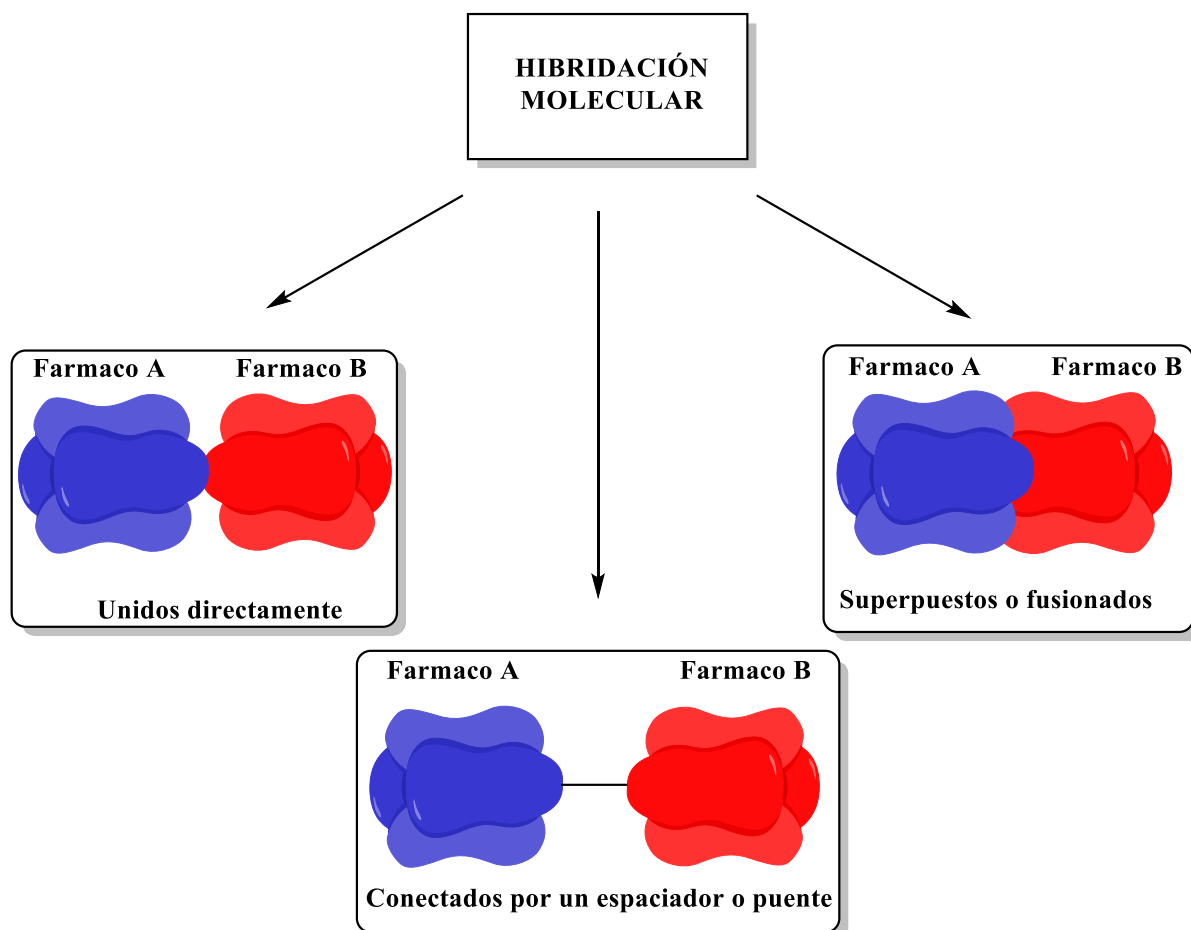 HIBRIDACIÓN
MOLECULAR
Farmaco A Farmaco B
Unidos directamente
Farmaco A Farmaco B
Superpuestos o fusionados
Farmaco A Farmaco B
Conectados por un espaciador o puente